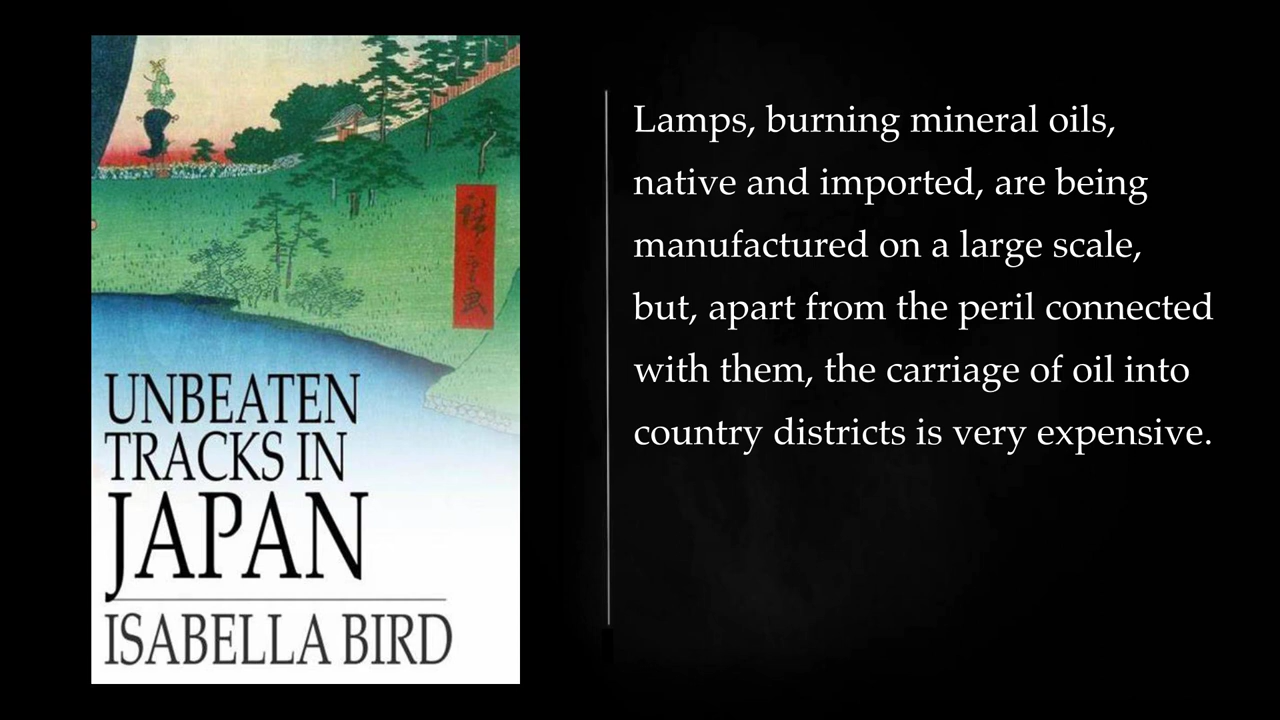 UNBEATEN
TRACKS IN
JAPAN
ISABELLA BIRD
Lamps, burning mineral oils,
native and imported, are being
manufactured on a large scale,
but, apart from the peril connected
with them, the carriage of oil into
country districts is very expensive.